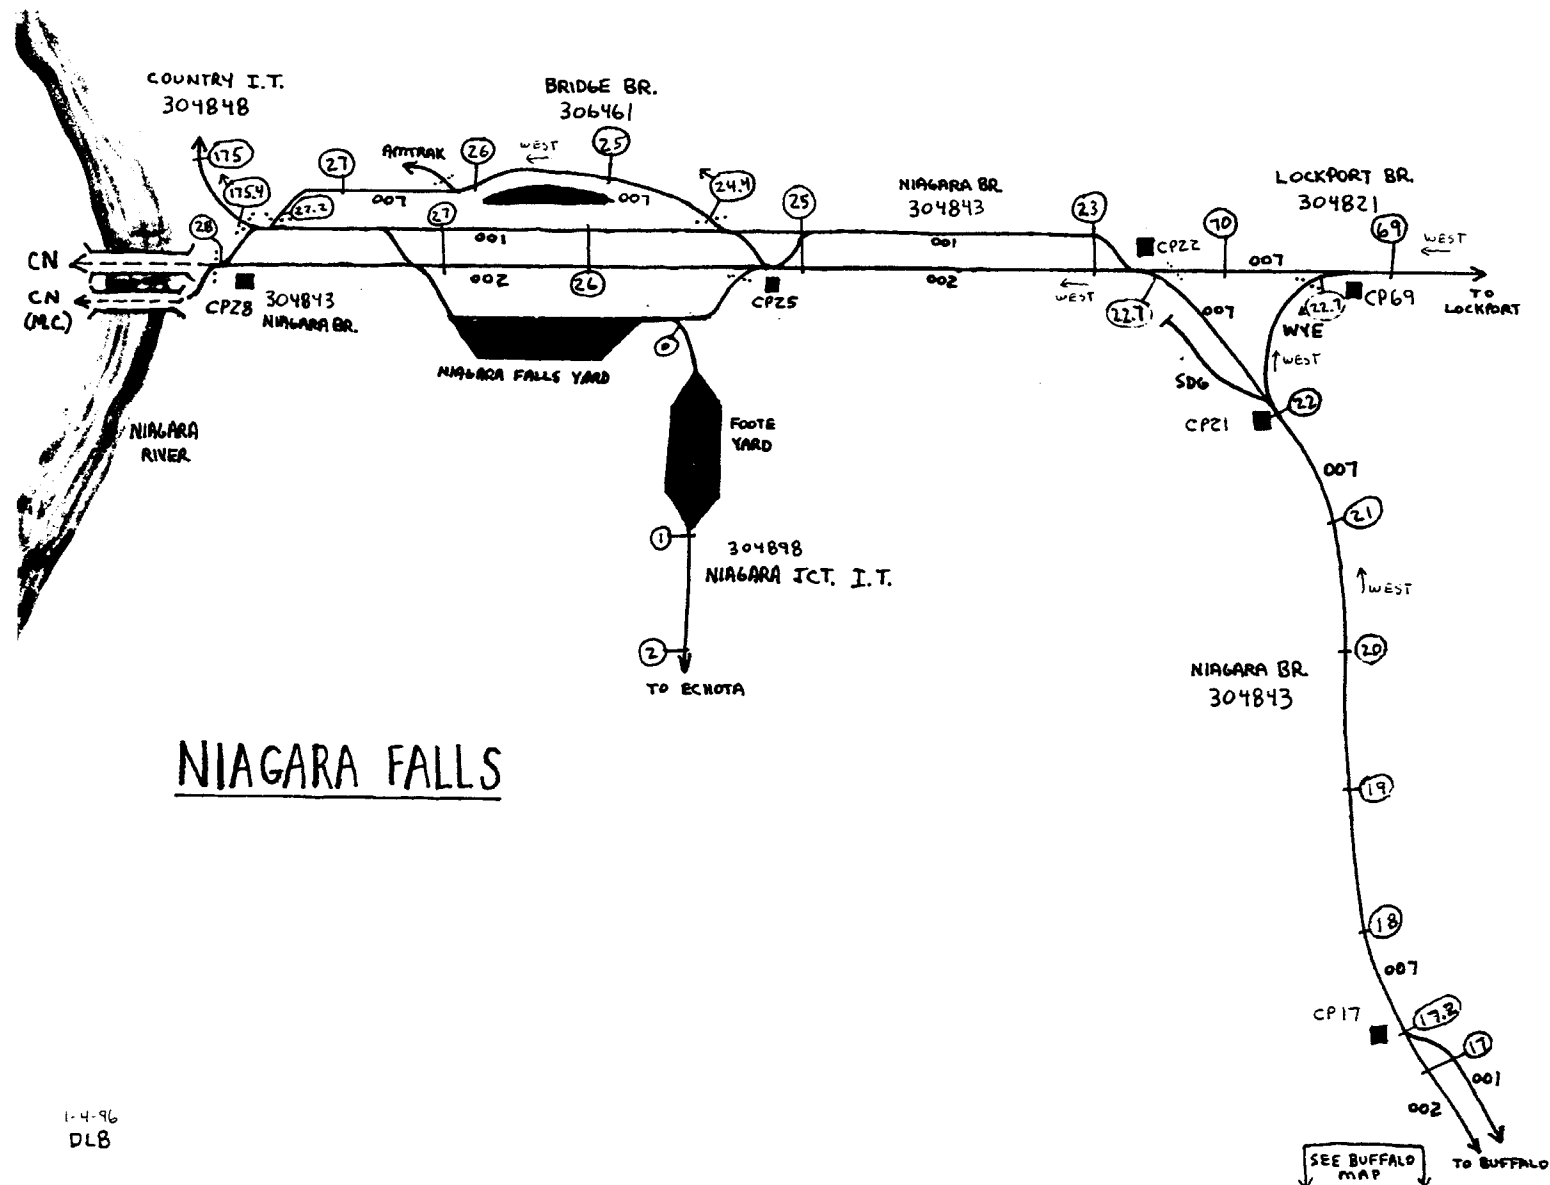 COUNTRY I.T.
304848
BRIDGE BR.
306461
175
AMTRAK
26
WEST
25
27
175.4
27.2
007
007
24.4
NIAGARA BR.
304843
LOCKPORT BR.
304821
28
27
001
25
001
23
CP22
70
69
WEST
CN
002
26
002
WEST
007
CN
(M.C.)
CP28
304843
NIAGARA BR.
CP25
22.7
007
22.7
CP69
TO
LOCKPORT
WYE
WEST
0
NIAGARA FALLS YARD
SDG
22
CP21
NIAGARA
RIVER
FOOTE
YARD
007
21
1
304898
NIAGARA JCT. I.T.
WEST
2
20
TO ECHOTA
NIAGARA BR.
304843
NIAGARA FALLS
19
18
007
CP17
17.2
17
001
002
1-4-96
DLB
SEE BUFFALO
MAP
TO BUFFALO